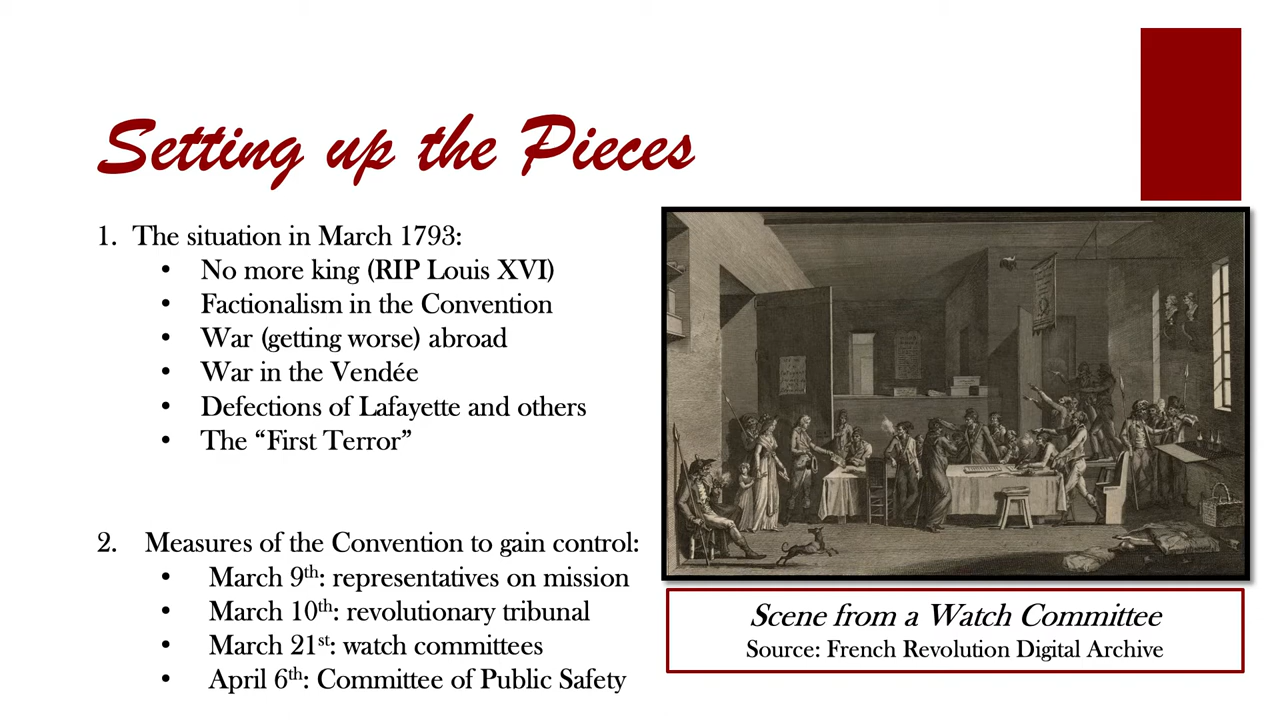 Setting up the Pieces
1. The situation in March 1793:
• No more king (RIP Louis XVI)
• Factionalism in the Convention
• War (getting worse) abroad
• War in the Vendée
• Defections of Lafayette and others
• The “First Terror”
2. Measures of the Convention to gain control:
• March 9th: representatives on mission
• March 10th: revolutionary tribunal
• March 21st: watch committees
• April 6th: Committee of Public Safety
Scene from a Watch Committee
Source: French Revolution Digital Archive